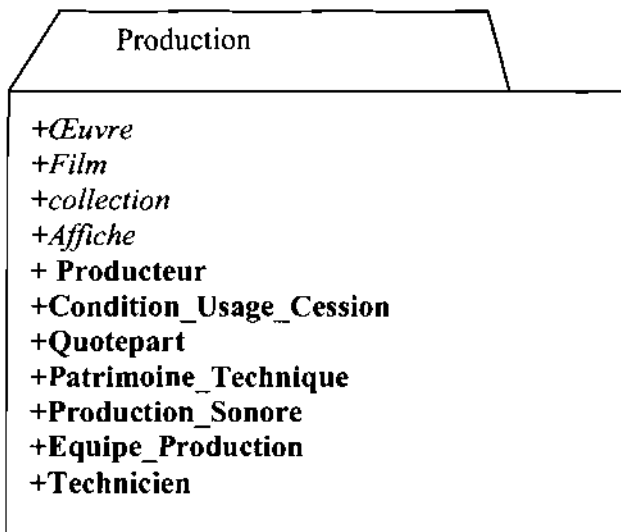 Production
+Œuvre
+Film
+collection
+Affiche
+ Producteur
+Condition_Usage_Cession
+Quotepart
+Patrimoine_Technique
+Production_Sonore
+Equipe_Production
+Technicien